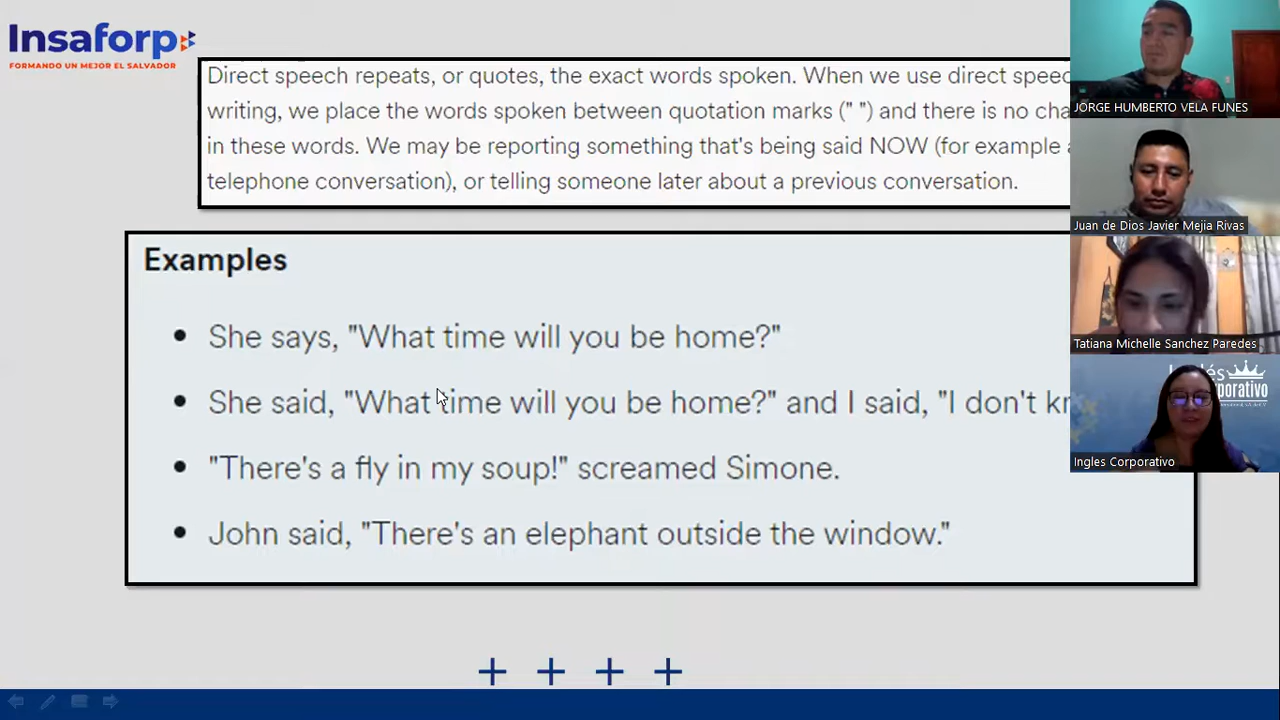 Insaforp
FORMANDO UN MEJOR EL SALVADOR
Direct speech repeats, or quotes, the exact words spoken. When we use direct speec
writing, we place the words spoken between quotation marks (" ") and there is no cha
in these words. We may be reporting something that's being said NOW (for example a
telephone conversation), or telling someone later about a previous conversation.
Examples
• She says, "What time will you be home?"
• She said, "What time will you be home?" and I said, "I don't kn
• "There's a fly in my soup!" screamed Simone.
• John said, "There's an elephant outside the window."
JORGE HUMBERTO VELA FUNES
Juan de Dios Javier Mejia Rivas
Tatiana Michelle Sanchez Paredes
Ingles Corporativo